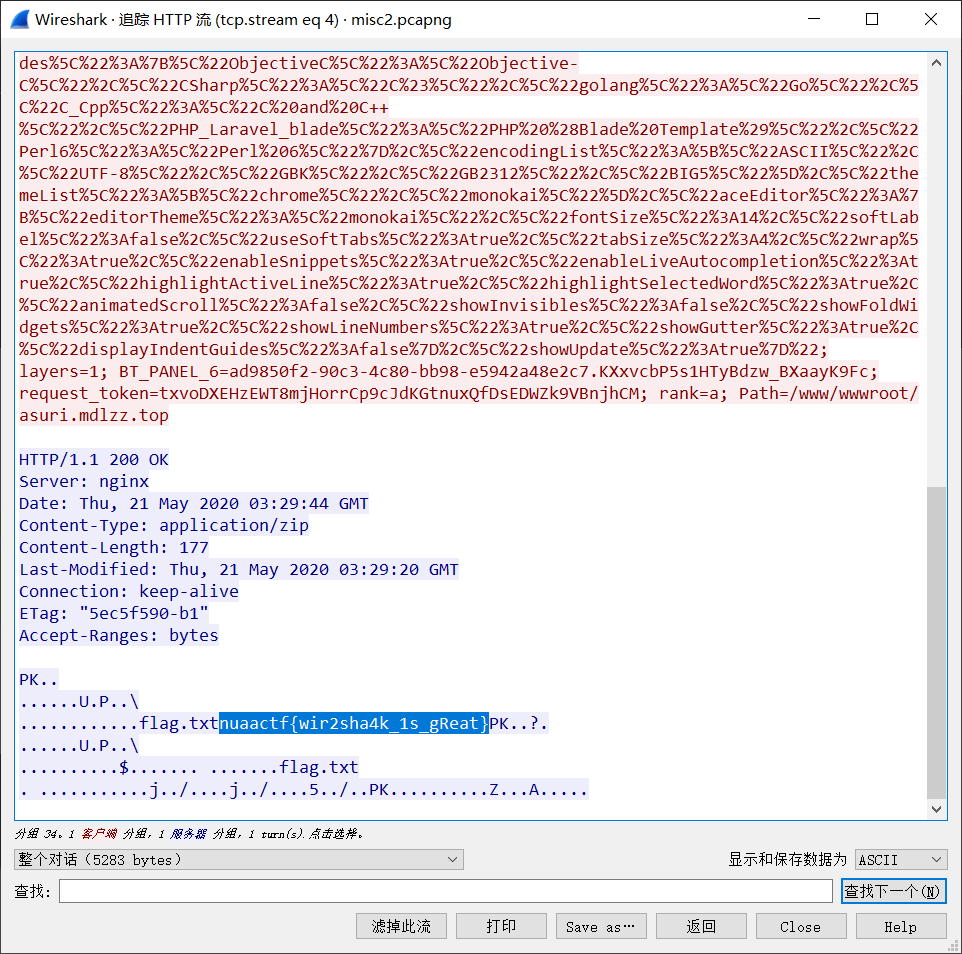 Wireshark · 追踪 HTTP 流 (tcp.stream eq 4) · misc2.pcapng
des%5C%22%3A%7B%5C%22ObjectiveC%5C%22%3A%5C%22Objective-
C%5C%22%2C%5C%22CSharp%5C%22%3A%5C%22C%23%5C%22%2C%5C%22golang%5C%22%3A%5C%22Go%5C%22%2C%5
C%22C_Cpp%5C%22%3A%5C%22C%20and%20C++
%5C%22%2C%5C%22PHP_Laravel_blade%5C%22%3A%5C%22PHP%20%28Blade%20Template%29%5C%22%2C%5C%22
Perl6%5C%22%3A%5C%22Perl%206%5C%22%7D%2C%5C%22encodingList%5C%22%3A%5B%5C%22ASCII%5C%22%2C
%5C%22UTF-8%5C%22%2C%5C%22GBK%5C%22%2C%5C%22GB2312%5C%22%2C%5C%22BIG5%5C%22%5D%2C%5C%22the
meList%5C%22%3A%5B%5C%22chrome%5C%22%2C%5C%22monokai%5C%22%5D%2C%5C%22aceEditor%5C%22%3A%7
B%5C%22editorTheme%5C%22%3A%5C%22monokai%5C%22%2C%5C%22fontSize%5C%22%3A14%2C%5C%22softLab
el%5C%22%3Afalse%2C%5C%22useSoftTabs%5C%22%3Atrue%2C%5C%22tabSize%5C%22%3A4%2C%5C%22wrap%5
C%22%3Atrue%2C%5C%22enableSnippets%5C%22%3Atrue%2C%5C%22enableLiveAutocompletion%5C%22%3At
rue%2C%5C%22highlightActiveLine%5C%22%3Atrue%2C%5C%22highlightSelectedWord%5C%22%3Atrue%2C
%5C%22animatedScroll%5C%22%3Afalse%2C%5C%22showInvisibles%5C%22%3Afalse%2C%5C%22showFoldWi
dgets%5C%22%3Atrue%2C%5C%22showLineNumbers%5C%22%3Atrue%2C%5C%22showGutter%5C%22%3Atrue%2C
%5C%22displayIndentGuides%5C%22%3Afalse%7D%2C%5C%22showUpdate%5C%22%3Atrue%7D%22;
layers=1; BT_PANEL_6=ad9850f2-90c3-4c80-bb98-e5942a48e2c7.KXxvcbP5s1HTyBdzw_BXaayK9Fc;
request_token=txvoDXEHzEWT8mjHorrCp9cJdKGtnuxQfDsEDWZk9VBnjhCM; rank=a; Path=/www/wwwroot/
asuri.mdlzz.top
HTTP/1.1 200 OK
Server: nginx
Date: Thu, 21 May 2020 03:29:44 GMT
Content-Type: application/zip
Content-Length: 177
Last-Modified: Thu, 21 May 2020 03:29:20 GMT
Connection: keep-alive
ETag: "5ec5f590-b1"
Accept-Ranges: bytes
PK..
......U.P..\
............flag.txtnuaactf{wir2sha4k_1s_gReat}PK..?.
......U.P..\
..........$....... .......flag.txt
. ...........j../....j../....5../..PK..........Z...A.....
分组 34。1 客户端 分组，1 服务器 分组，1 turn(s).点击选择。
整个对话（5283 bytes） 显示和保存数据为 ASCII
查找: 查找下一个(N)
滤掉此流 打印 Save as… 返回 Close Help